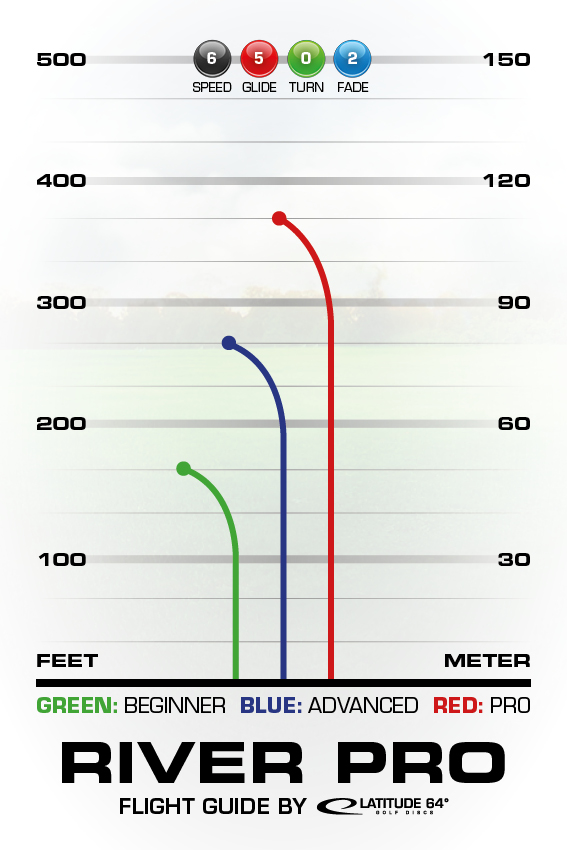 500 6 5 0 2 150
SPEED GLIDE TURN FADE
400 120
300 90
200 60
100 30
FEET METER
GREEN: BEGINNER BLUE: ADVANCED RED: PRO
RIVER PRO
FLIGHT GUIDE BY LATITUDE 64°
GOLF DISCS